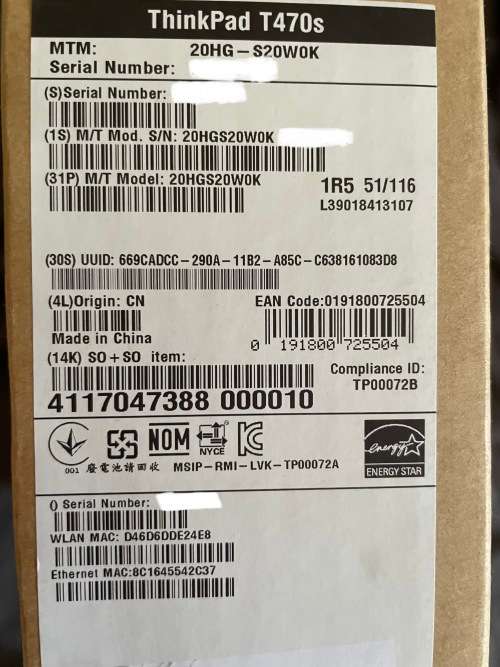 ThinkPad T470s
MTM: 20HG-S20W0K
Serial Number:
(S)Serial Number:
(1S) M/T Mod. S/N: 20HGS20W0K
(31P) M/T Model: 20HGS20W0K
1R5 51/116
L39018413107
(30S) UUID: 669CADCC-290A-11B2-A85C-C638161083D8
(4L)Origin: CN
EAN Code:0191800725504
Made in China
0 191800 725504
(14K) SO+SO item:
Compliance ID:
TP00072B
4117047388 000010
001
廢電池請回收
NOM
NYCE
MSIP-RMI-LVK-TP00072A
energy
ENERGY STAR
() Serial Number:
WLAN MAC: D46D6DDE24E8
Ethernet MAC:8C1645542C37